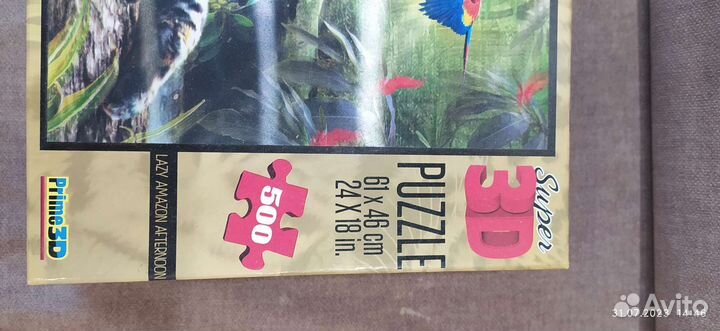 Super
3D
PUZZLE
61 X 46 cm
24 X 18 in.
500
LAZY AMAZON AFTERNOON
Prime3D
31.07.2023 14:46
Avito